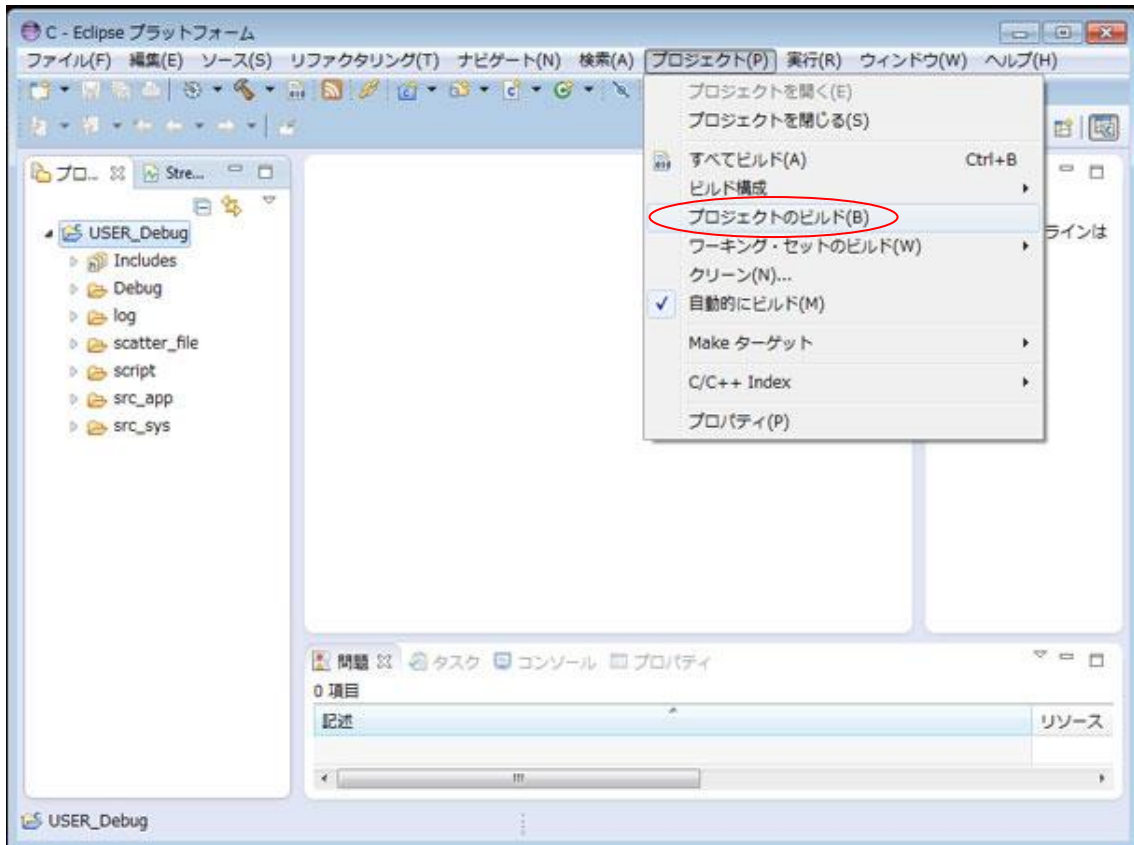 C - Eclipse プラットフォーム
ファイル(F) 編集(E) ソース(S) リファクタリング(T) ナビゲート(N) 検索(A) プロジェクト(P) 実行(R) ウィンドウ(W) ヘルプ(H)
プロジェクトを開く(E)
プロジェクトを閉じる(S)
すべてビルド(A) Ctrl+B
ビルド構成
プロジェクトのビルド(B)
ワーキング・セットのビルド(W)
クリーン(N)...
自動的にビルド(M)
Make ターゲット
C/C++ Index
プロパティ(P)
プロ... Stre...
USER_Debug
Includes
Debug
log
scatter_file
script
src_app
src_sys
ラインは
問題 タスク コンソール プロパティ
0 項目
記述 リソース
USER_Debug